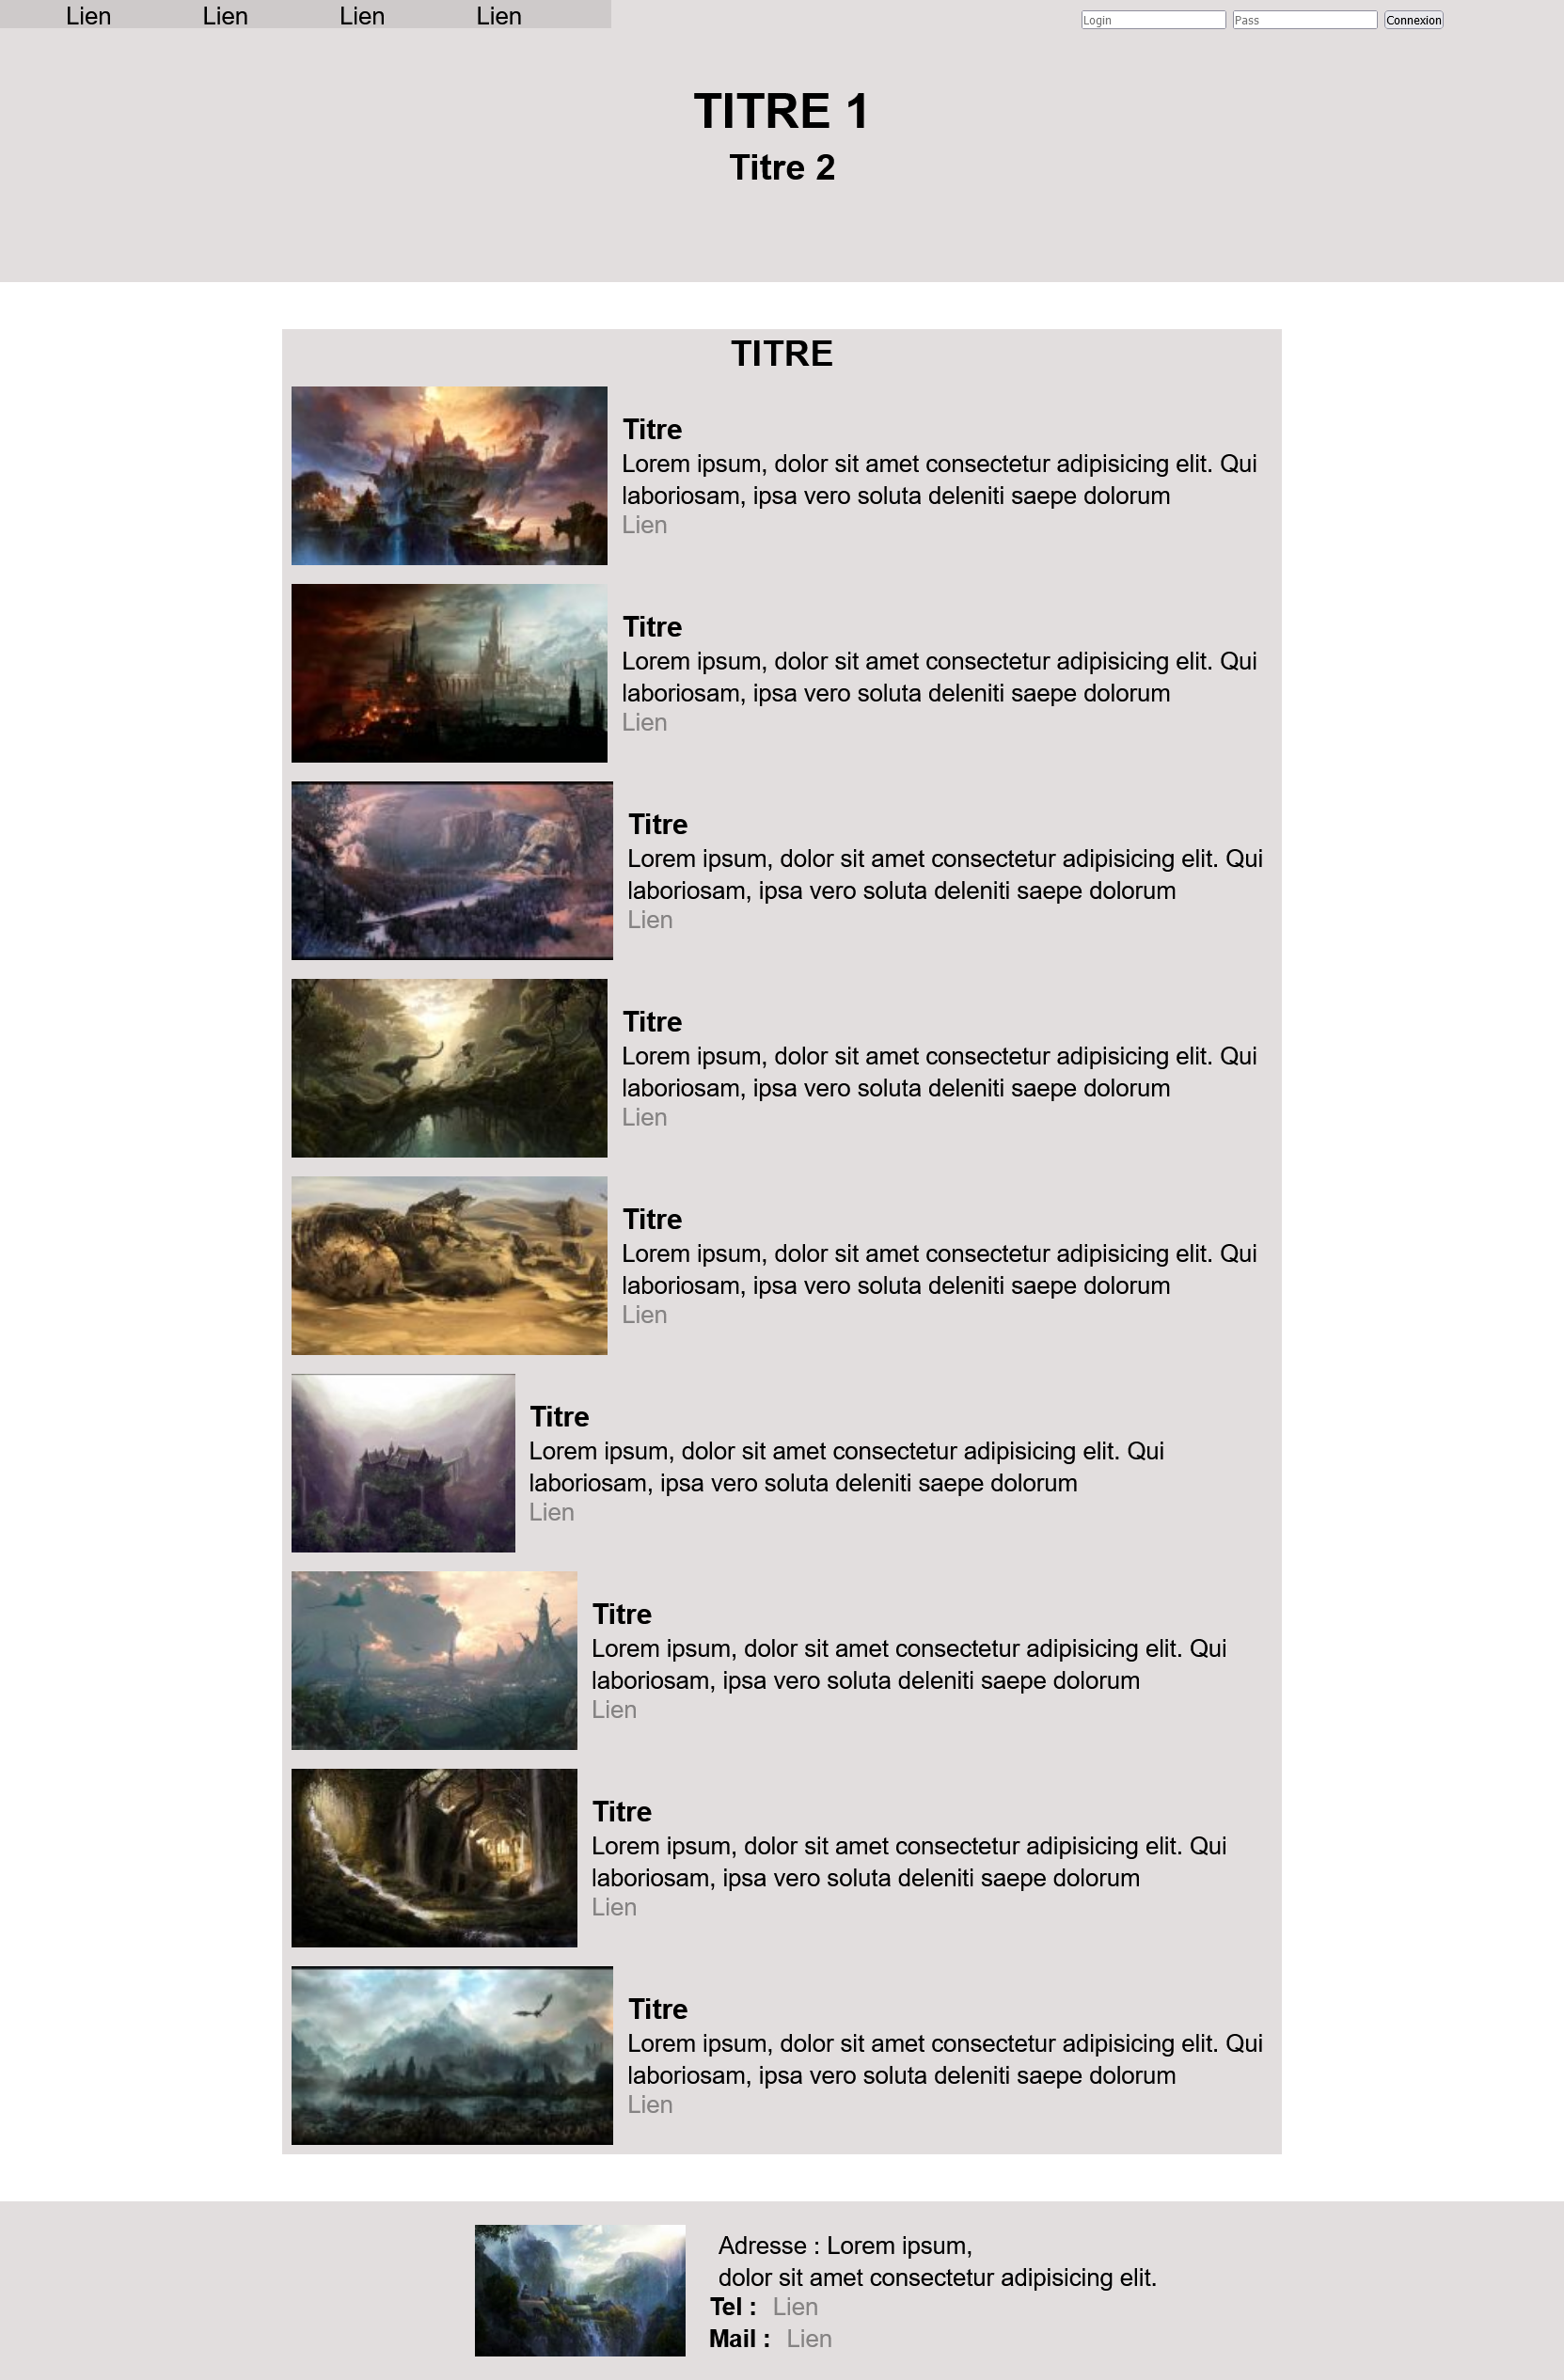 Lien Lien Lien Lien Login Pass Connexion
TITRE 1
Titre 2
TITRE
Titre
Lorem ipsum, dolor sit amet consectetur adipisicing elit. Qui
laboriosam, ipsa vero soluta deleniti saepe dolorum
Lien
Titre
Lorem ipsum, dolor sit amet consectetur adipisicing elit. Qui
laboriosam, ipsa vero soluta deleniti saepe dolorum
Lien
Titre
Lorem ipsum, dolor sit amet consectetur adipisicing elit. Qui
laboriosam, ipsa vero soluta deleniti saepe dolorum
Lien
Titre
Lorem ipsum, dolor sit amet consectetur adipisicing elit. Qui
laboriosam, ipsa vero soluta deleniti saepe dolorum
Lien
Titre
Lorem ipsum, dolor sit amet consectetur adipisicing elit. Qui
laboriosam, ipsa vero soluta deleniti saepe dolorum
Lien
Titre
Lorem ipsum, dolor sit amet consectetur adipisicing elit. Qui
laboriosam, ipsa vero soluta deleniti saepe dolorum
Lien
Titre
Lorem ipsum, dolor sit amet consectetur adipisicing elit. Qui
laboriosam, ipsa vero soluta deleniti saepe dolorum
Lien
Titre
Lorem ipsum, dolor sit amet consectetur adipisicing elit. Qui
laboriosam, ipsa vero soluta deleniti saepe dolorum
Lien
Titre
Lorem ipsum, dolor sit amet consectetur adipisicing elit. Qui
laboriosam, ipsa vero soluta deleniti saepe dolorum
Lien
Adresse : Lorem ipsum,
dolor sit amet consectetur adipisicing elit.
Tel : Lien
Mail : Lien